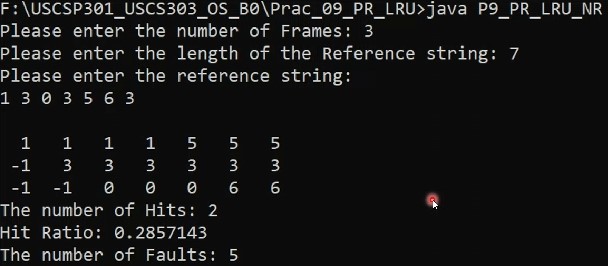 F:\USCSP301_USCS303_OS_B0\Prac_09_PR_LRU>java P9_PR_LRU_NR
Please enter the number of Frames: 3
Please enter the length of the Reference string: 7
Please enter the reference string:
1 3 0 3 5 6 3
1 1 1 1 5 5 5
-1 3 3 3 3 3 3
-1 -1 0 0 0 6 6
The number of Hits: 2
Hit Ratio: 0.2857143
The number of Faults: 5